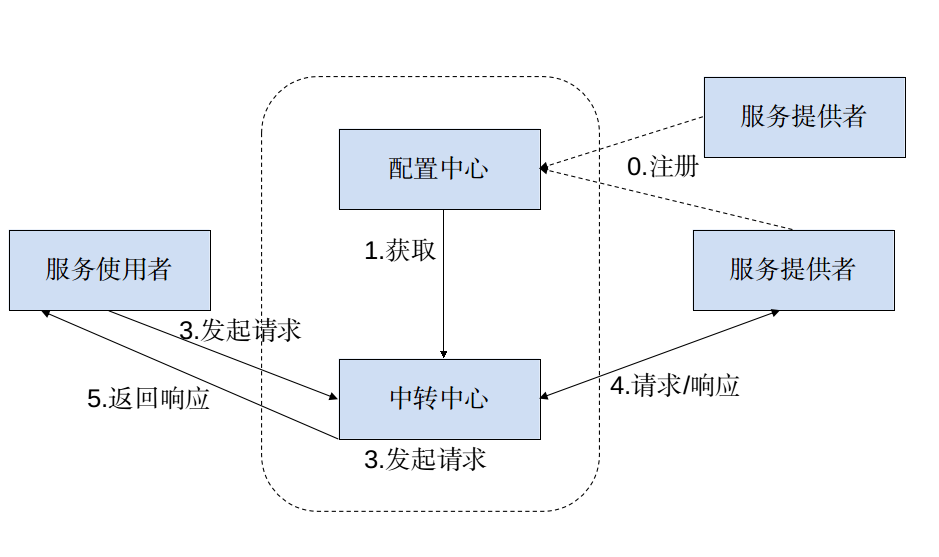 服务提供者
配置中心
0.注册
1.获取
服务使用者
服务提供者
3.发起请求
5.返回响应
中转中心
4.请求/响应
3.发起请求